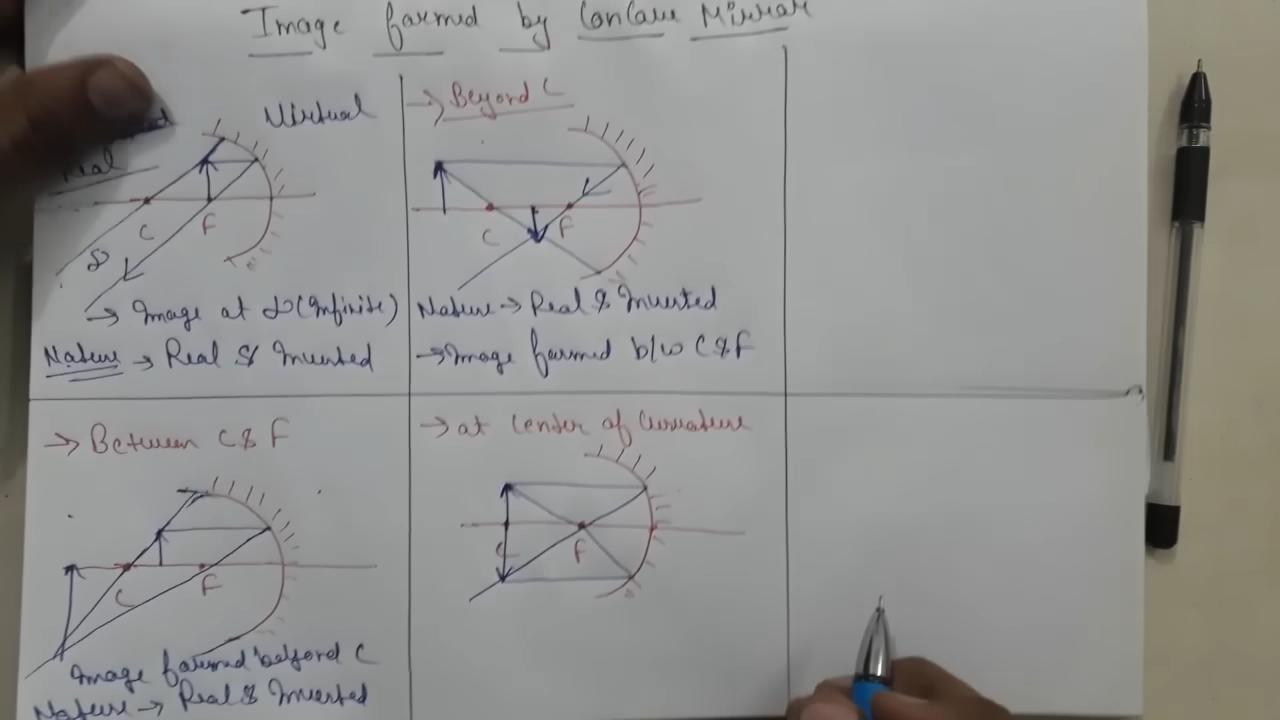 Image formed by Concave Mirror
Real
Virtual
C
F
∞
→ Image at ∞ (Infinite)
Nature → Real & Inverted
→ Beyond C
C
F
Nature → Real & Inverted
→ Image formed b/w C & F
→ Between C & F
C
F
Image formed beyond C
Nature → Real & Inverted
→ at Center of Curvature
C
F